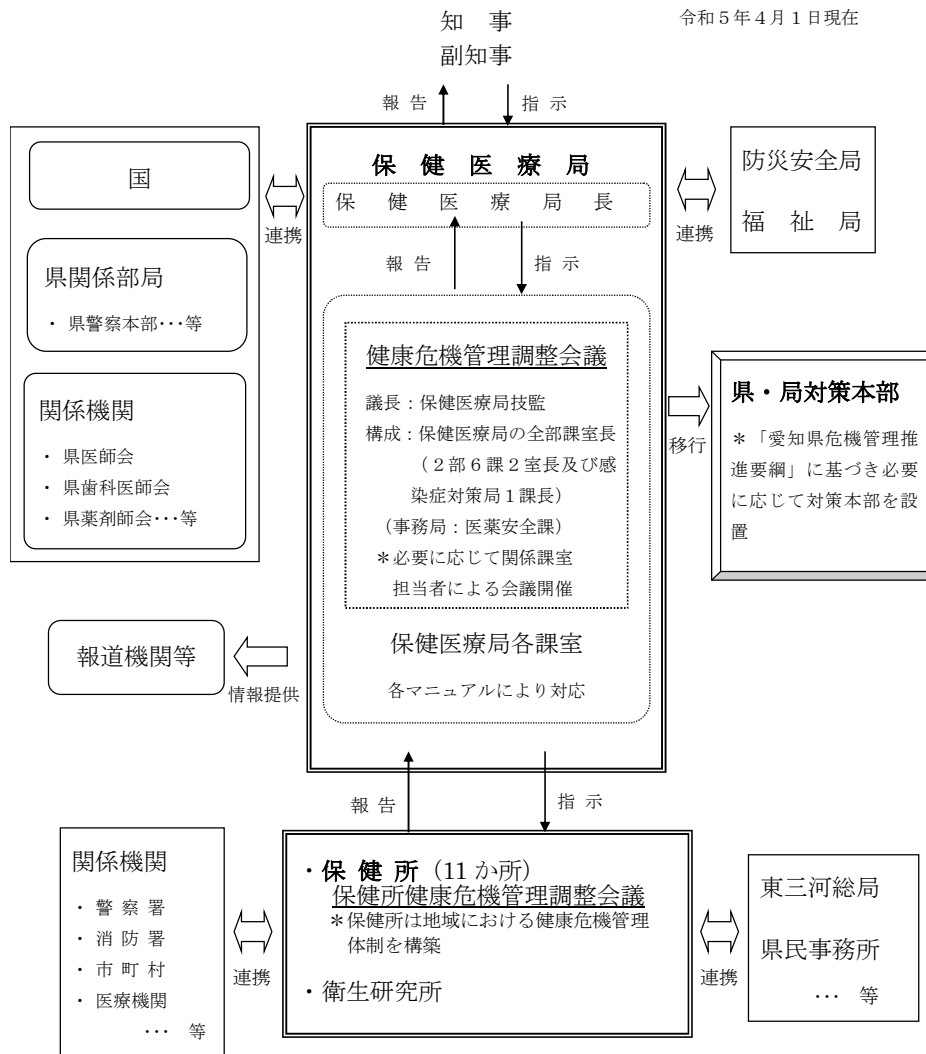 令和５年４月１日現在
知　事
副知事
報 告
指 示
国
県関係部局
・ 県警察本部･･･等
関係機関
・ 県医師会
・ 県歯科医師会
・ 県薬剤師会･･･等
連携
保　健　医　療　局
保　健　医　療　局　長
報 告
指 示
健康危機管理調整会議
議長：保健医療局技監
構成：保健医療局の全部課室長
（２部６課２室長及び感
染症対策局１課長）
（事務局：医薬安全課）
＊必要に応じて関係課室
担当者による会議開催
保健医療局各課室
各マニュアルにより対応
連携
防災安全局
福　祉　局
移行
県・局対策本部
＊「愛知県危機管理推
進要綱」に基づき必要
に応じて対策本部を設
置
報道機関等
情報提供
報 告
指 示
関係機関
・ 警 察 署
・ 消 防 署
・ 市 町 村
・ 医療機関
･･･　等
連携
・保 健 所（11 か所）
保健所健康危機管理調整会議
＊保健所は地域における健康危機管理
体制を構築
・衛生研究所
連携
東三河総局
県民事務所
･･･　等